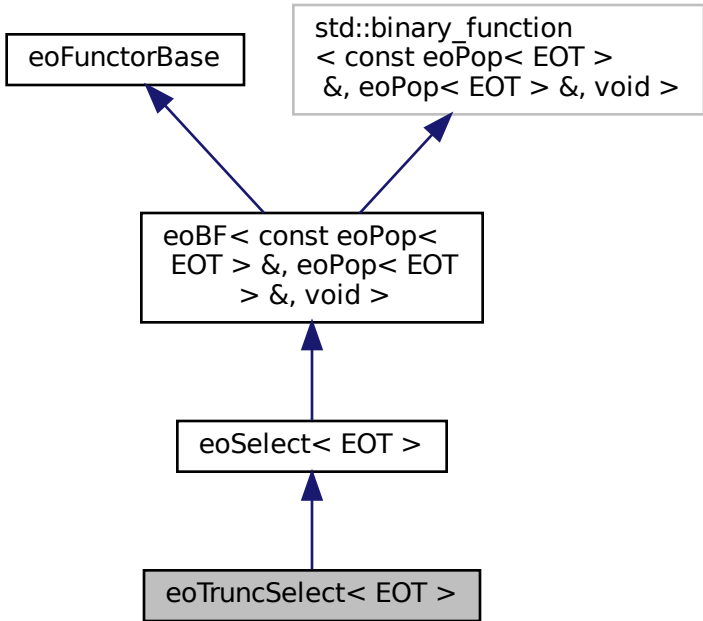 eoFunctorBase
std::binary_function
< const eoPop< EOT >
&, eoPop< EOT > &, void >
eoBF< const eoPop<
EOT > &, eoPop< EOT
> &, void >
eoSelect< EOT >
eoTruncSelect< EOT >